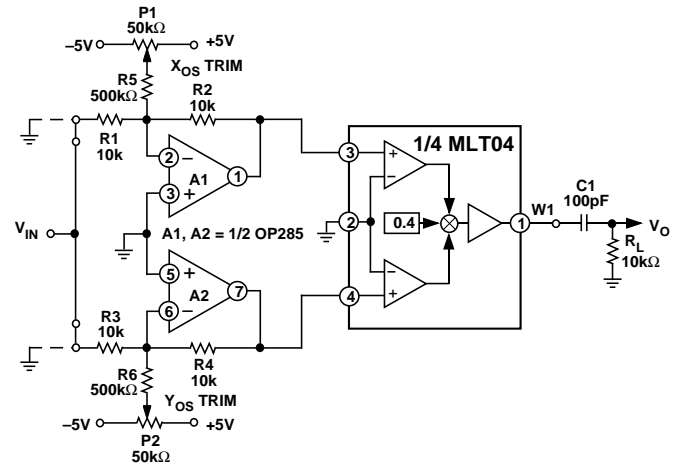 P1
50kΩ
–5V
+5V
XOS TRIM
R5
500kΩ
R2
10k
R1
10k
2
–
A1
1
3
+
1/4 MLT04
3
+
–
0.4
2
1
W1
C1
100pF
VO
RL
10kΩ
VIN
A1, A2 = 1/2 OP285
5
+
A2
7
6
–
–
+
4
R3
10k
R4
10k
R6
500kΩ
YOS TRIM
–5V
+5V
P2
50kΩ